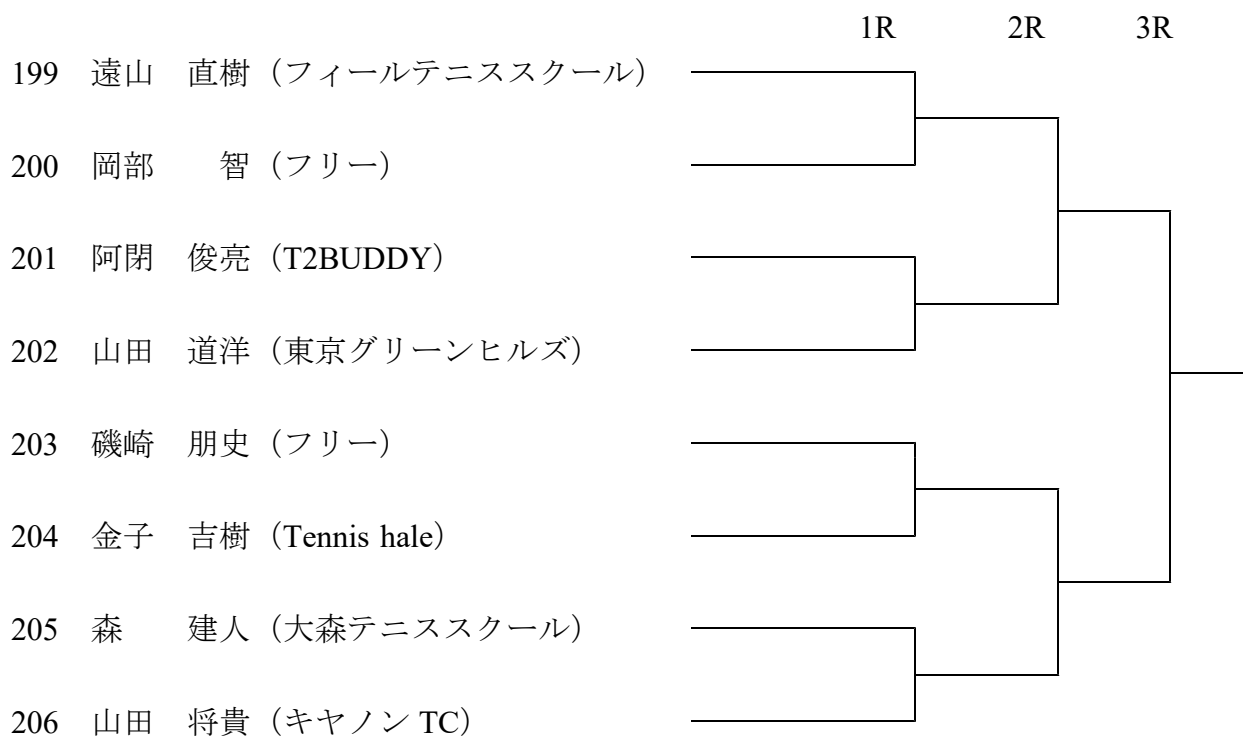 1R 2R 3R
199 遠山 直樹（フィールテニススクール）
200 岡部 智（フリー）
201 阿閉 俊亮（T2BUDDY）
202 山田 道洋（東京グリーンヒルズ）
203 磯崎 朋史（フリー）
204 金子 吉樹（Tennis hale）
205 森 建人（大森テニススクール）
206 山田 将貴（キヤノン TC）